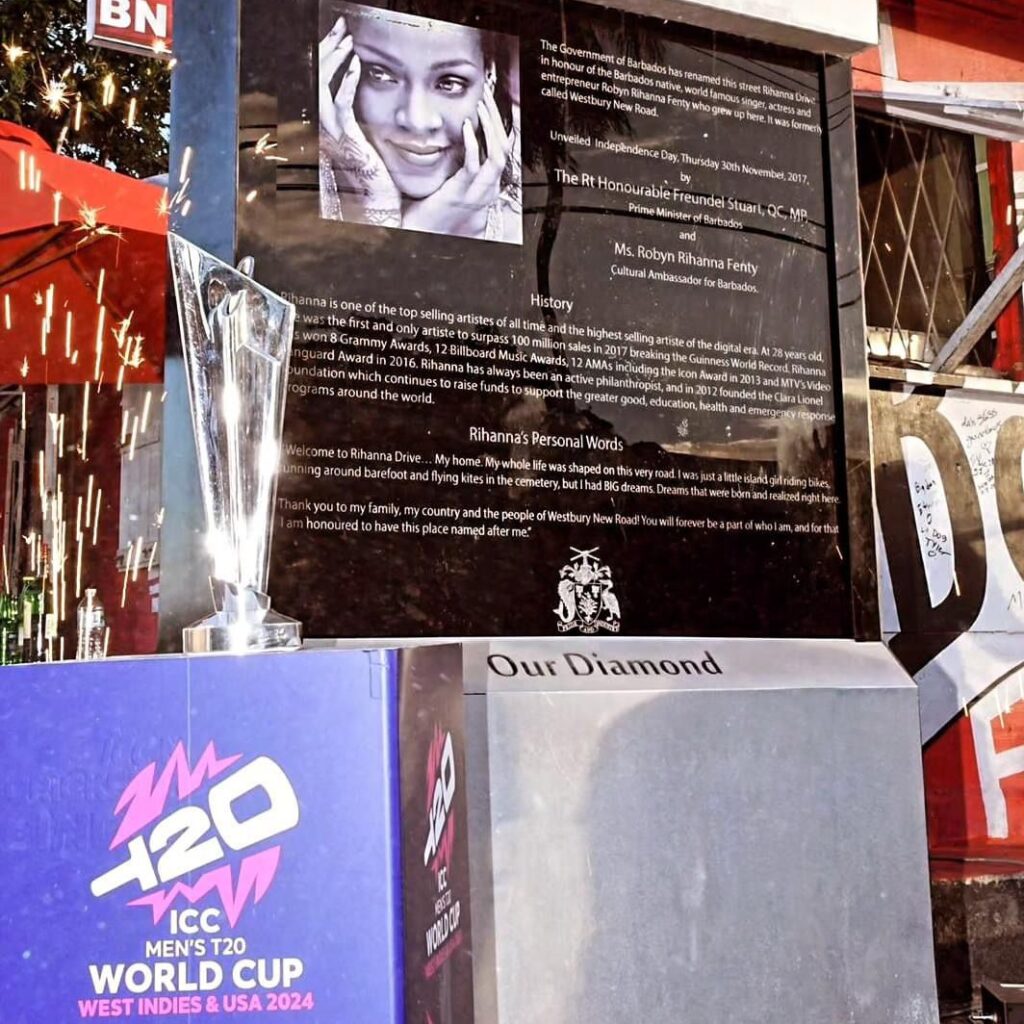 BN
The Government of Barbados has renamed this street Rihanna Drive
in honour of the Barbados native, world famous singer, actress and
entrepreneur Robyn Rihanna Fenty who grew up here. It was formerly
called Westbury New Road.
Unveiled Independence Day, Thursday 30th November, 2017,
by
The Rt Honourable Freundel Stuart, QC, MP
Prime Minister of Barbados
and
Ms. Robyn Rihanna Fenty
Cultural Ambassador for Barbados.
History
Rihanna is one of the top selling artistes of all time and the highest selling artiste of the digital era. At 28 years old,
was the first and only artiste to surpass 100 million sales in 2017 breaking the Guinness World Record. Rihanna
won 8 Grammy Awards, 12 Billboard Music Awards, 12 AMAs including the Icon Award in 2013 and MTV's Video
nguard Award in 2016. Rihanna has always been an active philanthropist, and in 2012 founded the Clara Lionel
oundation which continues to raise funds to support the greater good, education, health and emergency response
rograms around the world.
Rihanna's Personal Words
"Welcome to Rihanna Drive... My home. My whole life was shaped on this very road. I was just a little island girl riding bikes,
unning around barefoot and flying kites in the cemetery, but I had BIG dreams. Dreams that were born and realized right here.
Thank you to my family, my country and the people of Westbury New Road! You will forever be a part of who I am, and for that
I am honoured to have this place named after me."
Our Diamond
T20
ICC
MEN'S T20
WORLD CUP
WEST INDIES & USA 2024
T20
ICC
MEN'S T20
WORLD CUP